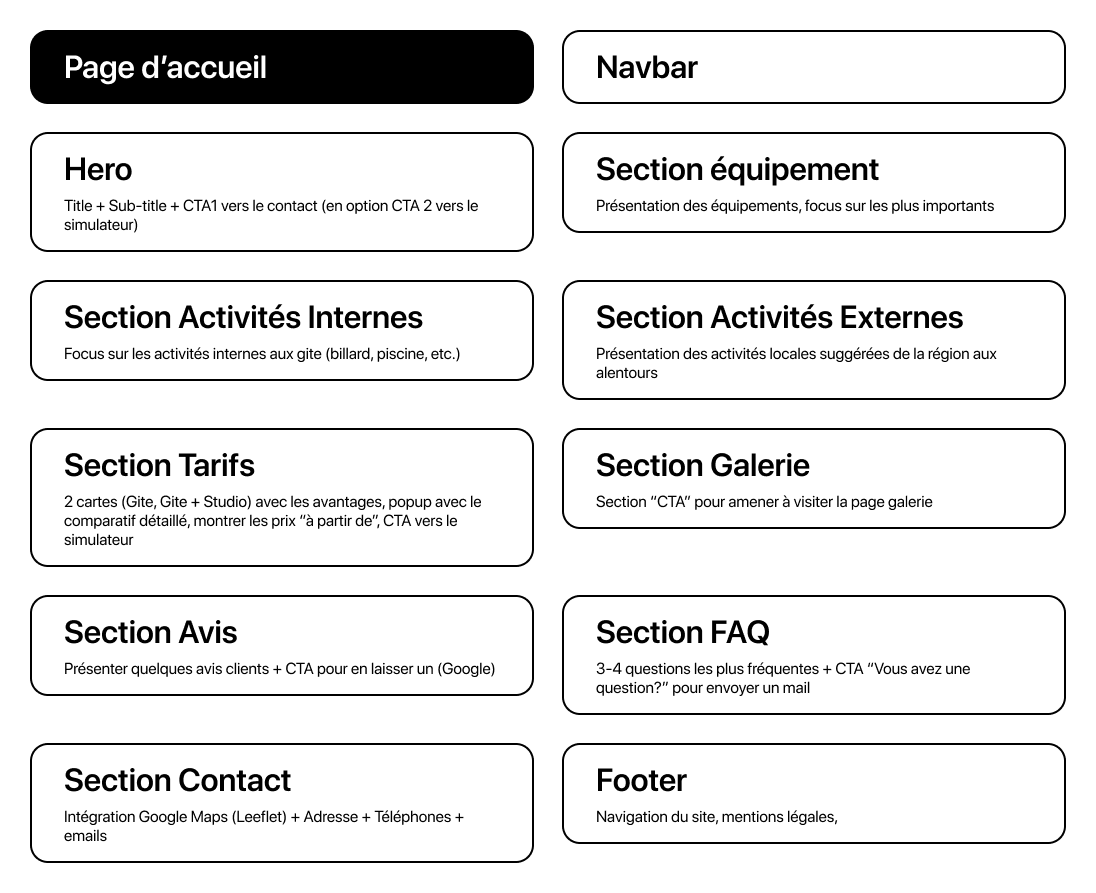 Page d’accueil
Navbar
Hero
Title + Sub-title + CTA1 vers le contact (en option CTA 2 vers le
simulateur)
Section équipement
Présentation des équipements, focus sur les plus importants
Section Activités Internes
Focus sur les activités internes aux gite (billard, piscine, etc.)
Section Activités Externes
Présentation des activités locales suggérées de la région aux
alentours
Section Tarifs
2 cartes (Gite, Gite + Studio) avec les avantages, popup avec le
comparatif détaillé, montrer les prix “à partir de”, CTA vers le
simulateur
Section Galerie
Section “CTA” pour amener à visiter la page galerie
Section Avis
Présenter quelques avis clients + CTA pour en laisser un (Google)
Section FAQ
3-4 questions les plus fréquentes + CTA “Vous avez une
question?” pour envoyer un mail
Section Contact
Intégration Google Maps (Leeflet) + Adresse + Téléphones +
emails
Footer
Navigation du site, mentions légales,